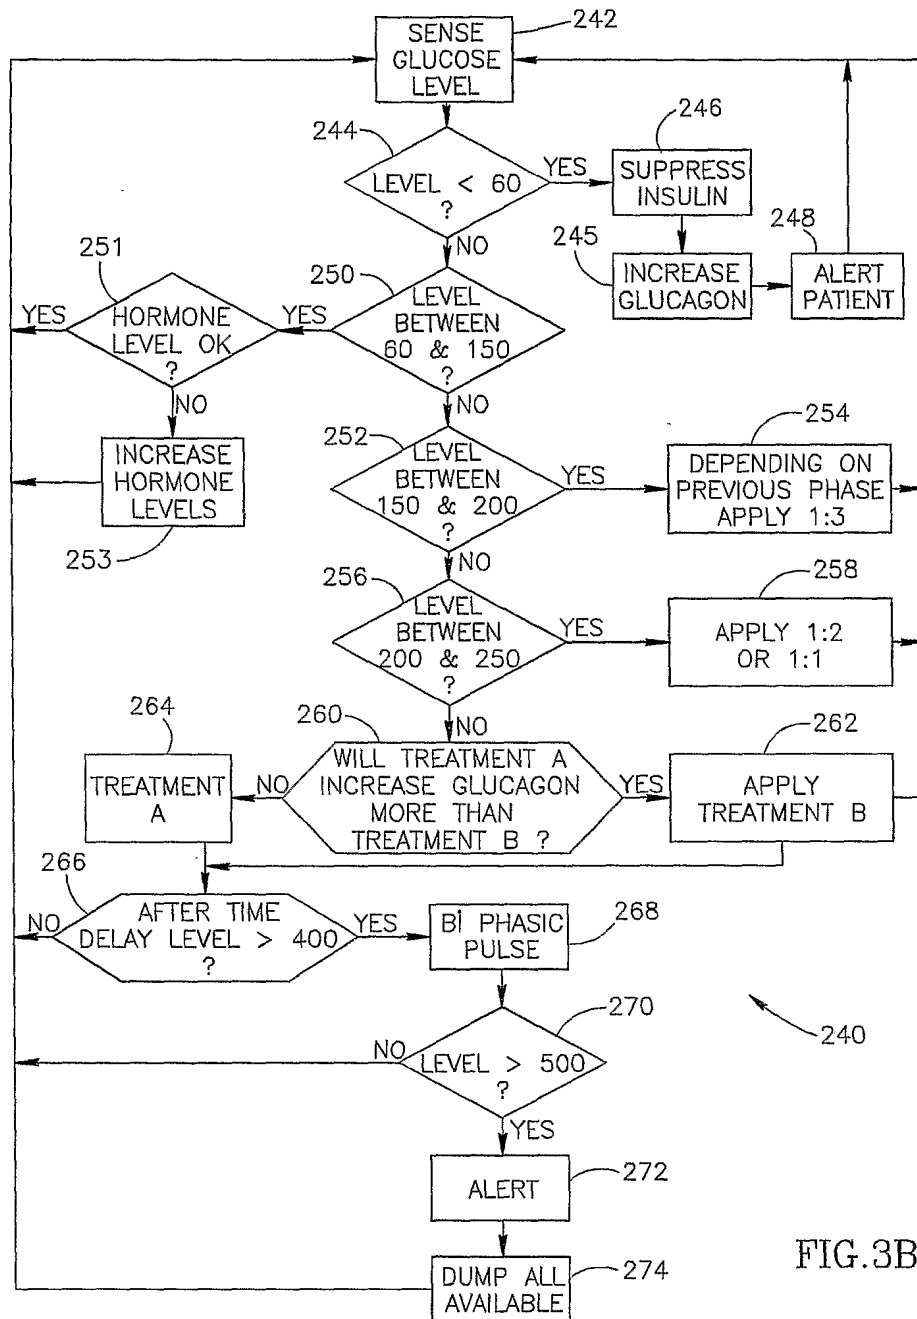 242
SENSE
GLUCOSE
LEVEL
244
LEVEL < 60
?
YES
NO
246
SUPPRESS
INSULIN
245
INCREASE
GLUCAGON
248
ALERT
PATIENT
251
HORMONE
LEVEL OK
?
YES
NO
250
LEVEL
BETWEEN
60 & 150
?
YES
NO
INCREASE
HORMONE
LEVELS
253
252
LEVEL
BETWEEN
150 & 200
?
YES
NO
254
DEPENDING ON
PREVIOUS PHASE
APPLY 1:3
256
LEVEL
BETWEEN
200 & 250
?
YES
NO
258
APPLY 1:2
OR 1:1
264
TREATMENT
A
260
WILL TREATMENT A
INCREASE GLUCAGON
MORE THAN
TREATMENT B ?
NO
YES
262
APPLY
TREATMENT B
266
AFTER TIME
DELAY LEVEL > 400
?
NO
YES
BI PHASIC
PULSE
268
270
LEVEL > 500
?
NO
YES
240
ALERT
272
DUMP ALL
AVAILABLE
274
FIG.3B